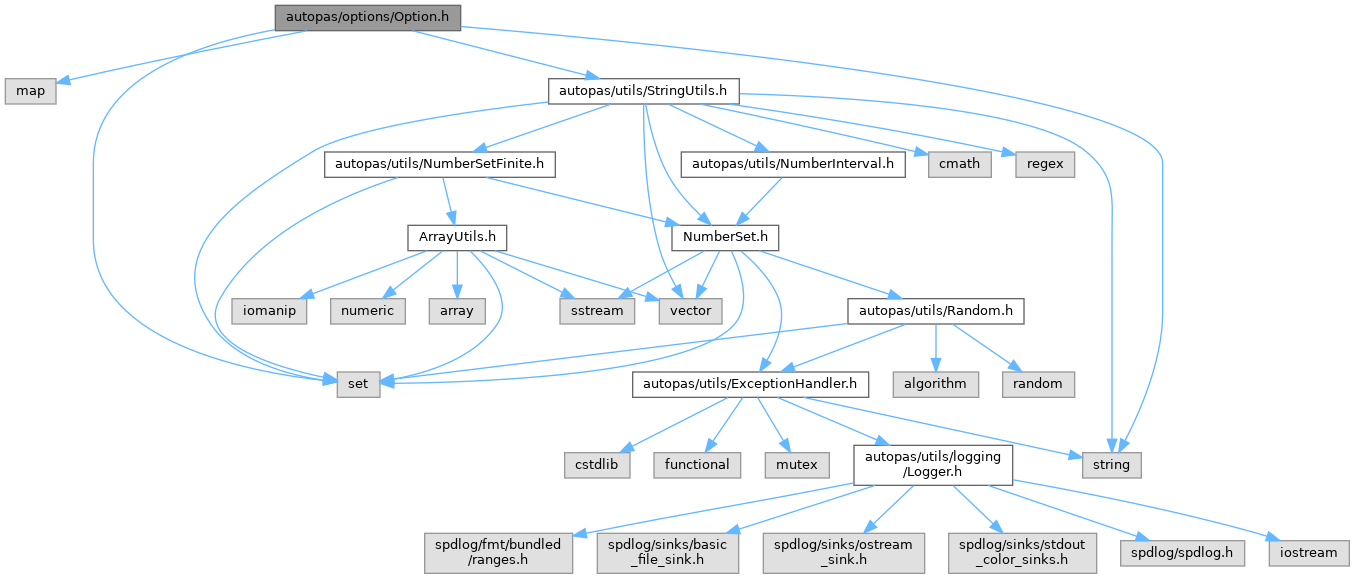 autopas/options/Option.h
map
autopas/utils/StringUtils.h
autopas/utils/NumberSetFinite.h
autopas/utils/NumberInterval.h
cmath
regex
ArrayUtils.h
NumberSet.h
iomanip
numeric
array
sstream
vector
autopas/utils/Random.h
set
autopas/utils/ExceptionHandler.h
algorithm
random
cstdlib
functional
mutex
autopas/utils/logging
/Logger.h
string
spdlog/fmt/bundled
/ranges.h
spdlog/sinks/basic
_file_sink.h
spdlog/sinks/ostream
_sink.h
spdlog/sinks/stdout
_color_sinks.h
spdlog/spdlog.h
iostream